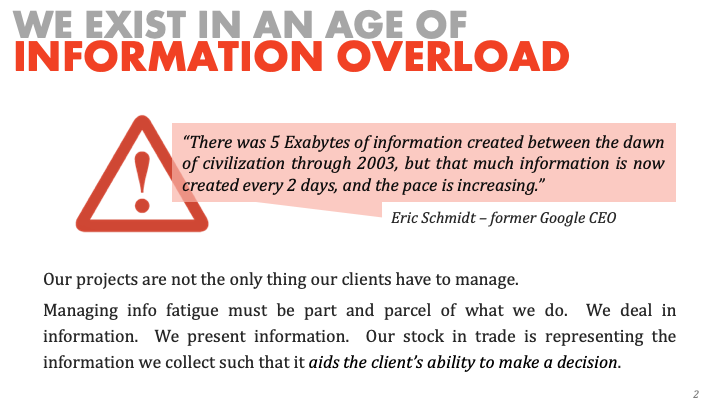 WE EXIST IN AN AGE OF
INFORMATION OVERLOAD
“There was 5 Exabytes of information created between the dawn
of civilization through 2003, but that much information is now
created every 2 days, and the pace is increasing.”
Eric Schmidt – former Google CEO
Our projects are not the only thing our clients have to manage.
Managing info fatigue must be part and parcel of what we do. We deal in
information. We present information. Our stock in trade is representing the
information we collect such that it aids the client’s ability to make a decision.
2